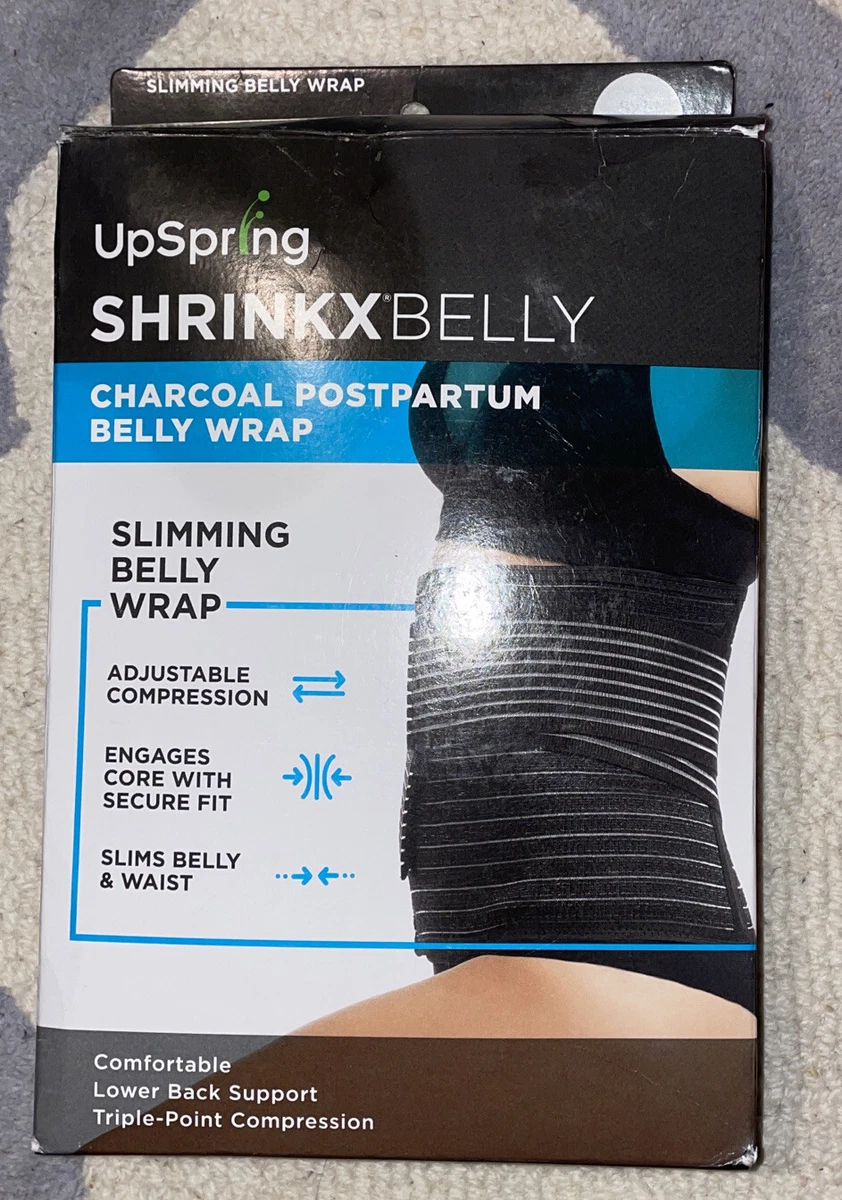 SLIMMING BELLY WRAP
UpSpring
SHRINKX® BELLY
CHARCOAL POSTPARTUM
BELLY WRAP
SLIMMING
BELLY
WRAP
ADJUSTABLE
COMPRESSION
ENGAGES
CORE WITH
SECURE FIT
SLIMS BELLY
& WAIST
Comfortable
Lower Back Support
Triple-Point Compression